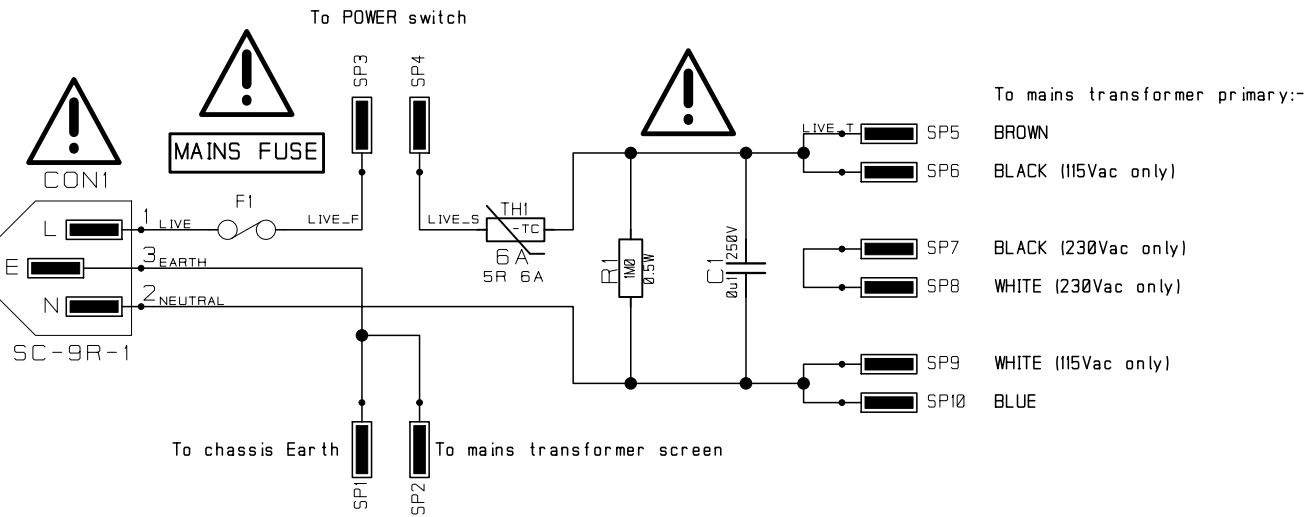 To POWER switch
SP3
SP4
To mains transformer primary:-
MAINS FUSE
CON1
LIVE_T
SP5 BROWN
SP6 BLACK (115Vac only)
L
1
LIVE
F1
LIVE_F
LIVE_S
TH1
-TC
6A
5R 6A
E
3
EARTH
N
2
NEUTRAL
SC-9R-1
R1
1M0
0.5W
C1
0u1
250V
SP7 BLACK (230Vac only)
SP8 WHITE (230Vac only)
SP9 WHITE (115Vac only)
SP10 BLUE
To chassis Earth
SP1
SP2
To mains transformer screen